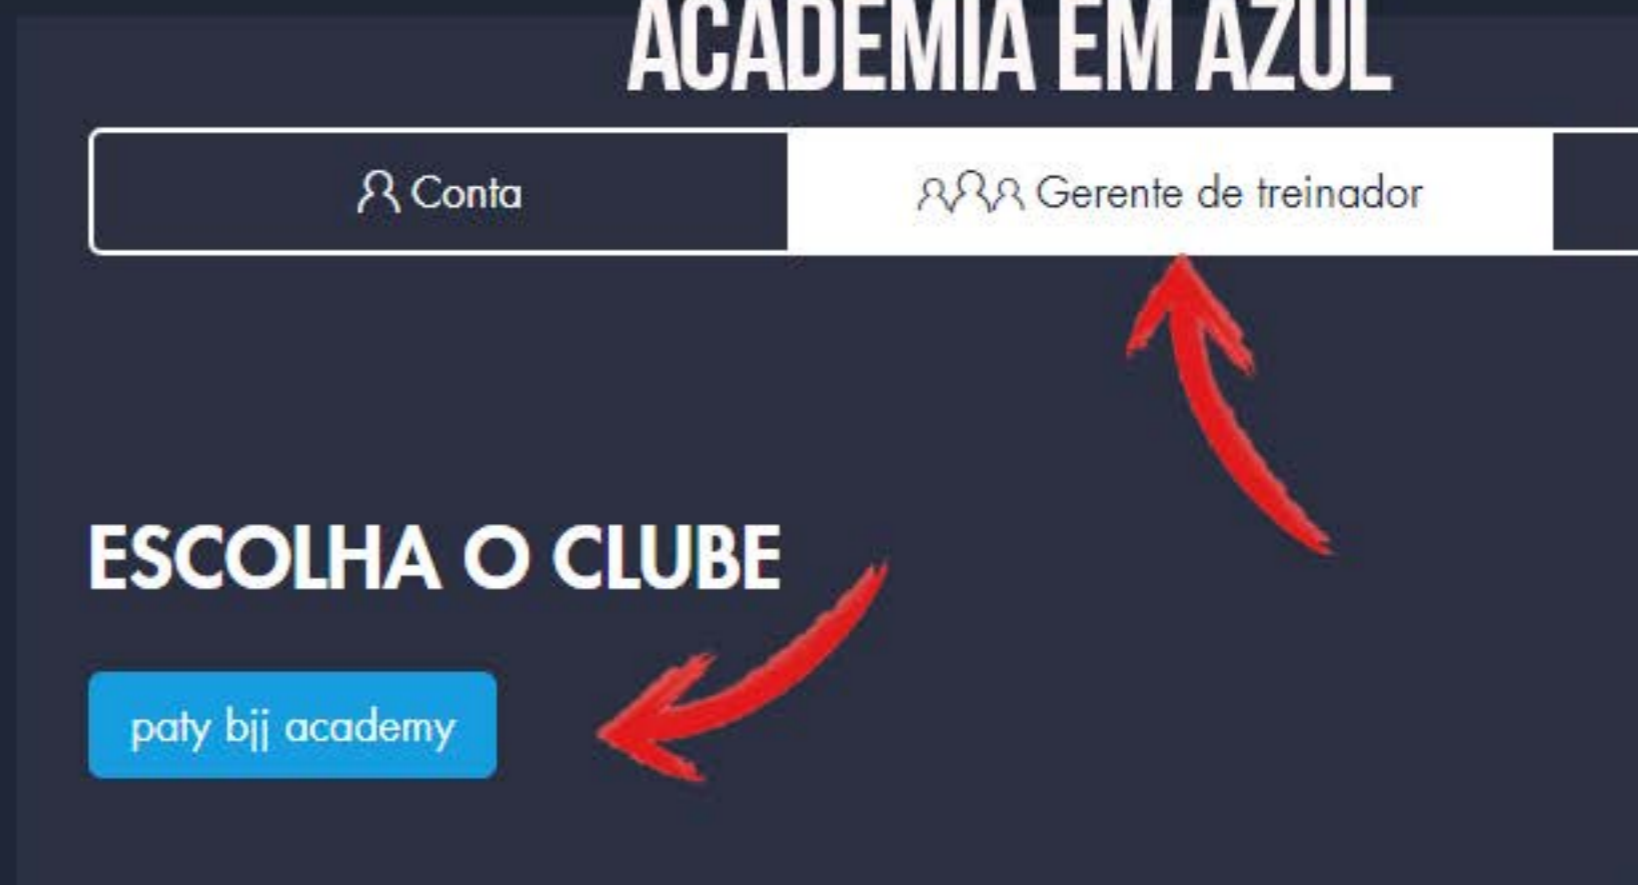 ACADEMIA EM AZUL
Conta
Gerente de treinador
ESCOLHA O CLUBE
paty bjj academy